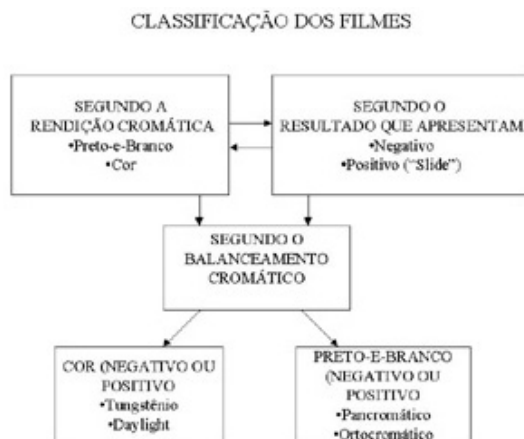 CLASSIFICAÇÃO DOS FILMES
SEGUNDO A
RENDIÇÃO CROMÁTICA
•Preto-e-Branco
•Cor
SEGUNDO O
RESULTADO QUE APRESENTAM
•Negativo
•Positivo (“Slide”)
SEGUNDO O
BALANCEAMENTO
CROMÁTICO
COR (NEGATIVO OU
POSITIVO
•Tungstênio
•Daylight
PRETO-E-BRANCO
(NEGATIVO OU
POSITIVO
•Pancromático
•Ortocromático